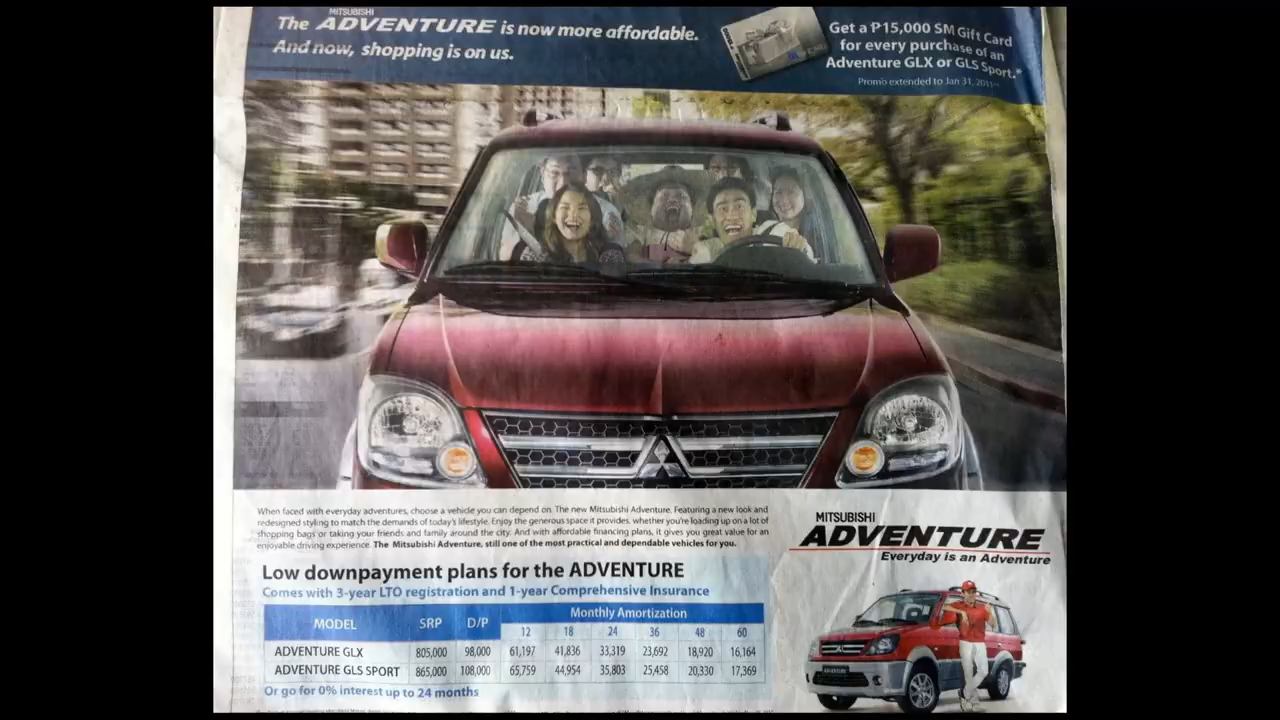 MITSUBISHI
The ADVENTURE is now more affordable.
And now, shopping is on us.
Get a ₱15,000 SM Gift Card
for every purchase of an
Adventure GLX or GLS Sport.*
Promo extended to Jan 31, 2011
When faced with everyday adventures, choose a vehicle you can depend on. The new Mitsubishi Adventure. Featuring a new look and
redesigned styling to match the demands of today's lifestyle. Enjoy the generous space it provides, whether you're loading up on a lot of
shopping bags or taking your friends and family around the city. And with affordable financing plans, it gives you great value for an
enjoyable driving experience. The Mitsubishi Adventure, still one of the most practical and dependable vehicles for you.
MITSUBISHI
ADVENTURE
Everyday is an Adventure
Low downpayment plans for the ADVENTURE
Comes with 3-year LTO registration and 1-year Comprehensive Insurance
MODEL SRP D/P Monthly Amortization
12 18 24 36 48 60
ADVENTURE GLX 805,000 98,000 61,197 41,836 33,319 23,692 18,920 16,164
ADVENTURE GLS SPORT 865,000 108,000 65,759 44,954 35,803 25,458 20,330 17,369
Or go for 0% interest up to 24 months
ADVENTURE